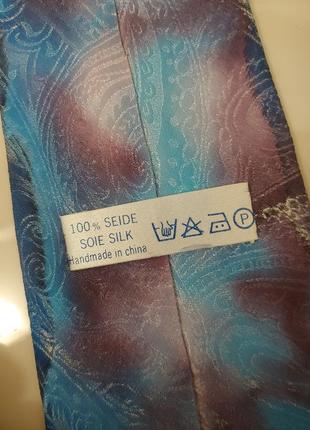 100% SEIDE
SOIE SILK
Handmade in china
P